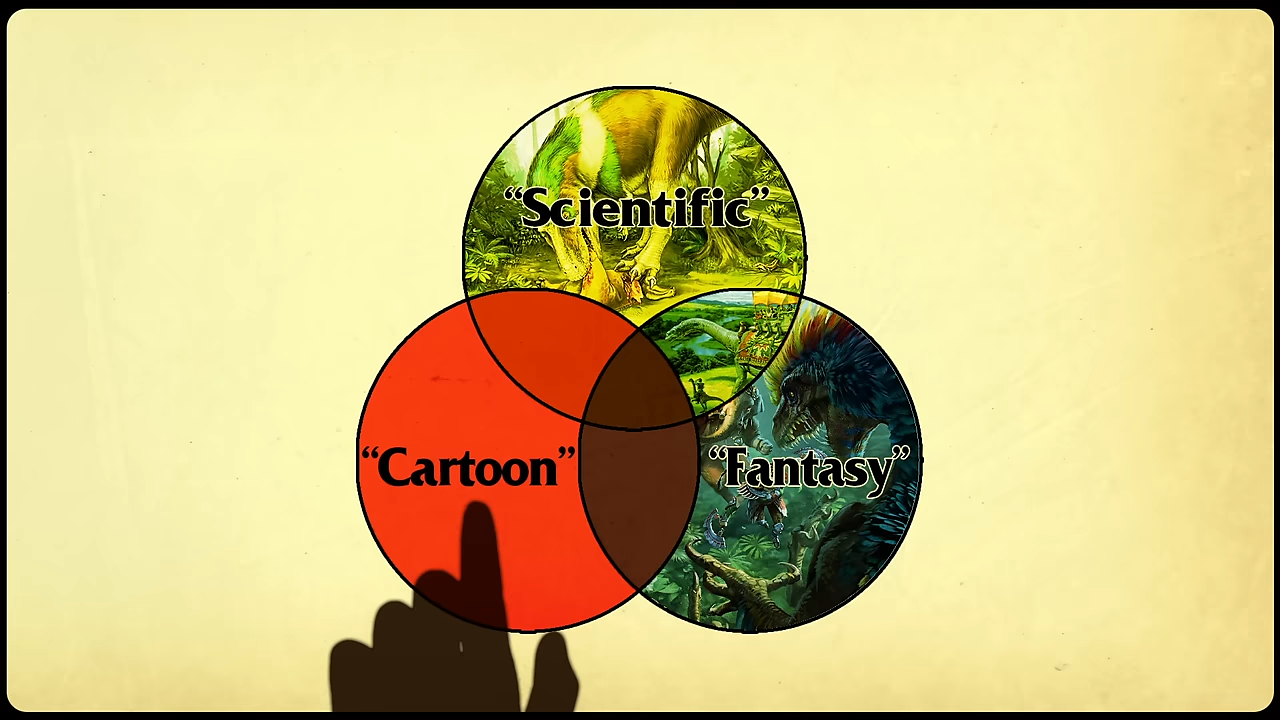 “Scientific”
“Cartoon”
“Fantasy”